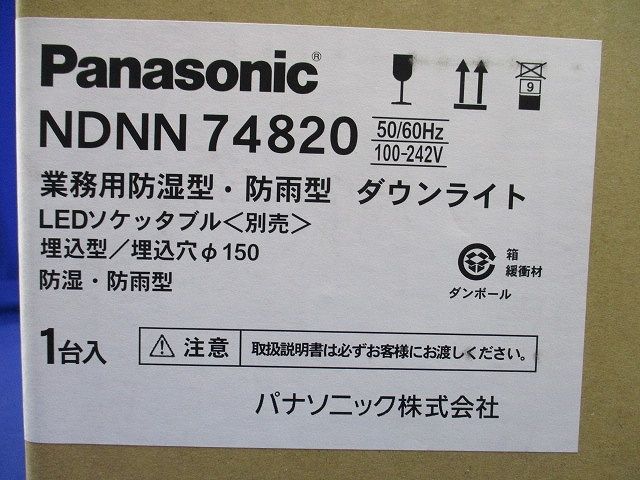 Panasonic®
NDNN 74820
50/60Hz
100-242V
9
業務用防湿型・防雨型 ダウンライト
LEDソケッタブル<別売>
埋込型／埋込穴φ150
防湿・防雨型
箱
緩衝材
ダンボール
1台入
注意
取扱説明書は必ずお客様にお渡しください。
パナソニック株式会社